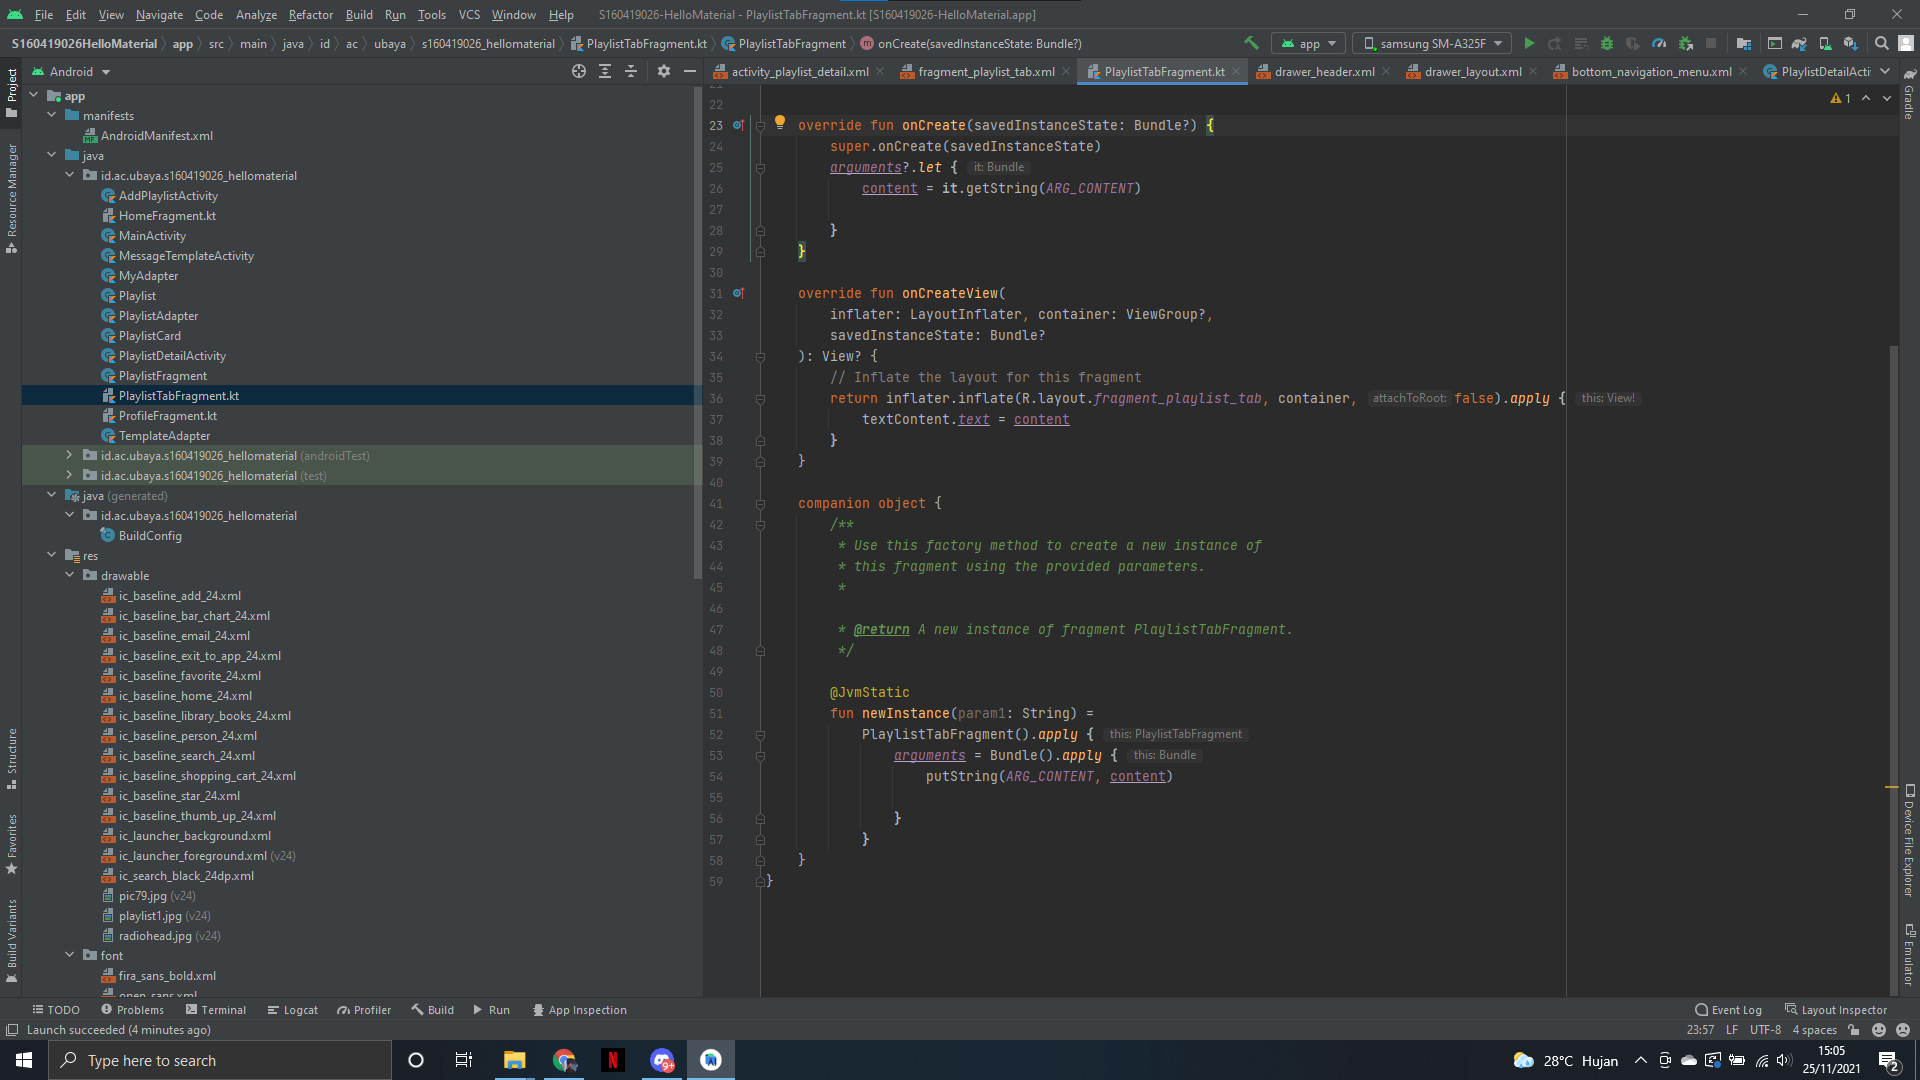 File Edit View Navigate Code Analyze Refactor Build Run Tools VCS Window Help S160419026-HelloMaterial - PlaylistTabFragment.kt [S160419026-HelloMaterial.app]
S160419026HelloMaterial app src main java id ac ubaya s160419026_hellomaterial PlaylistTabFragment.kt PlaylistTabFragment onCreate(savedInstanceState: Bundle?) app samsung SM-A325F
Android
activity_playlist_detail.xml fragment_playlist_tab.xml PlaylistTabFragment.kt drawer_header.xml drawer_layout.xml bottom_navigation_menu.xml PlaylistDetailActi
Project
Resource Manager
Structure
Favorites
Build Variants
app
manifests
AndroidManifest.xml
java
id.ac.ubaya.s160419026_hellomaterial
AddPlaylistActivity
HomeFragment.kt
MainActivity
MessageTemplateActivity
MyAdapter
Playlist
PlaylistAdapter
PlaylistCard
PlaylistDetailActivity
PlaylistFragment
PlaylistTabFragment.kt
ProfileFragment.kt
TemplateAdapter
id.ac.ubaya.s160419026_hellomaterial (androidTest)
id.ac.ubaya.s160419026_hellomaterial (test)
java (generated)
id.ac.ubaya.s160419026_hellomaterial
BuildConfig
res
drawable
ic_baseline_add_24.xml
ic_baseline_bar_chart_24.xml
ic_baseline_email_24.xml
ic_baseline_exit_to_app_24.xml
ic_baseline_favorite_24.xml
ic_baseline_home_24.xml
ic_baseline_library_books_24.xml
ic_baseline_person_24.xml
ic_baseline_search_24.xml
ic_baseline_shopping_cart_24.xml
ic_baseline_star_24.xml
ic_baseline_thumb_up_24.xml
ic_launcher_background.xml
ic_launcher_foreground.xml (v24)
ic_search_black_24dp.xml
pic79.jpg (v24)
playlist1.jpg (v24)
radiohead.jpg (v24)
font
fira_sans_bold.xml
open_sans.xml
1
22
23 override fun onCreate(savedInstanceState: Bundle?) {
24 super.onCreate(savedInstanceState)
25 arguments?.let { it: Bundle
26 content = it.getString(ARG_CONTENT)
27
28 }
29 }
30
31 override fun onCreateView(
32 inflater: LayoutInflater, container: ViewGroup?,
33 savedInstanceState: Bundle?
34 ): View? {
35 // Inflate the layout for this fragment
36 return inflater.inflate(R.layout.fragment_playlist_tab, container, attachToRoot: false).apply { this: View!
37 textContent.text = content
38 }
39 }
40
41 companion object {
42 /**
43 * Use this factory method to create a new instance of
44 * this fragment using the provided parameters.
45 *
46
47 * @return A new instance of fragment PlaylistTabFragment.
48 */
49
50 @JvmStatic
51 fun newInstance(param1: String) =
52 PlaylistTabFragment().apply { this: PlaylistTabFragment
53 arguments = Bundle().apply { this: Bundle
54 putString(ARG_CONTENT, content)
55
56 }
57 }
58 }
59 }
Gradle
Device File Explorer
Emulator
TODO Problems Terminal Logcat Profiler Build Run App Inspection Event Log Layout Inspector
Launch succeeded (4 minutes ago) 23:57 LF UTF-8 4 spaces
Type here to search 9+ 28°C Hujan 15:05
25/11/2021 2